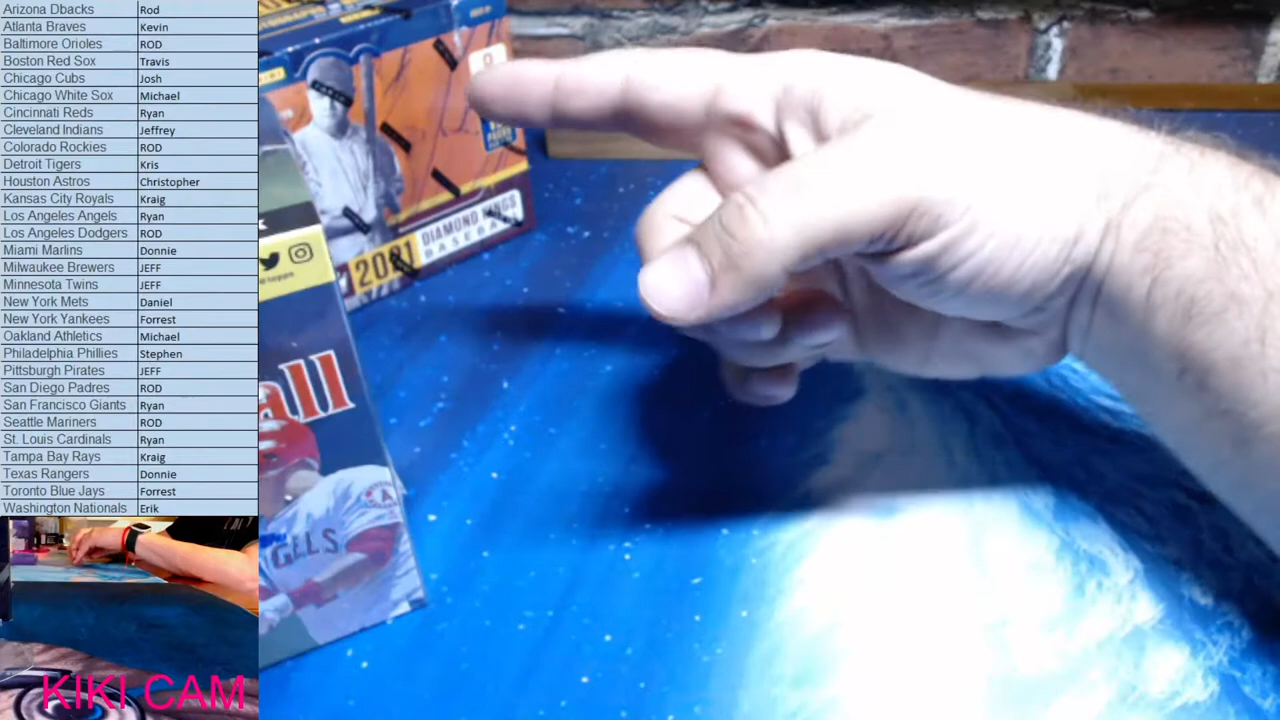 Arizona Dbacks Rod
Atlanta Braves Kevin
Baltimore Orioles ROD
Boston Red Sox Travis
Chicago Cubs Josh
Chicago White Sox Michael
Cincinnati Reds Ryan
Cleveland Indians Jeffrey
Colorado Rockies ROD
Detroit Tigers Kris
Houston Astros Christopher
Kansas City Royals Kraig
Los Angeles Angels Ryan
Los Angeles Dodgers ROD
Miami Marlins Donnie
Milwaukee Brewers JEFF
Minnesota Twins JEFF
New York Mets Daniel
New York Yankees Forrest
Oakland Athletics Michael
Philadelphia Phillies Stephen
Pittsburgh Pirates JEFF
San Diego Padres ROD
San Francisco Giants Ryan
Seattle Mariners ROD
St. Louis Cardinals Ryan
Tampa Bay Rays Kraig
Texas Rangers Donnie
Toronto Blue Jays Forrest
Washington Nationals Erik
KIKI CAM
2021 DIAMOND KINGS
BASEBALL
all
GELS